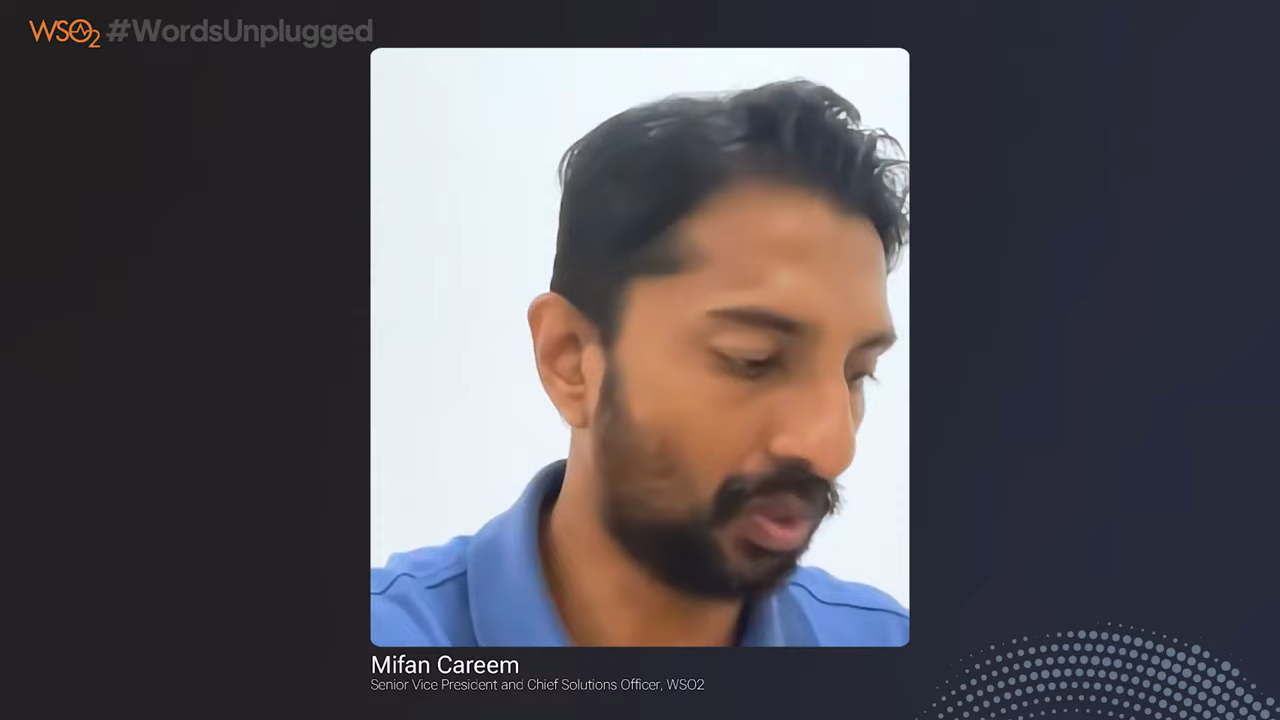 WSO2 #WordsUnplugged
Mifan Careem
Senior Vice President and Chief Solutions Officer, WSO2